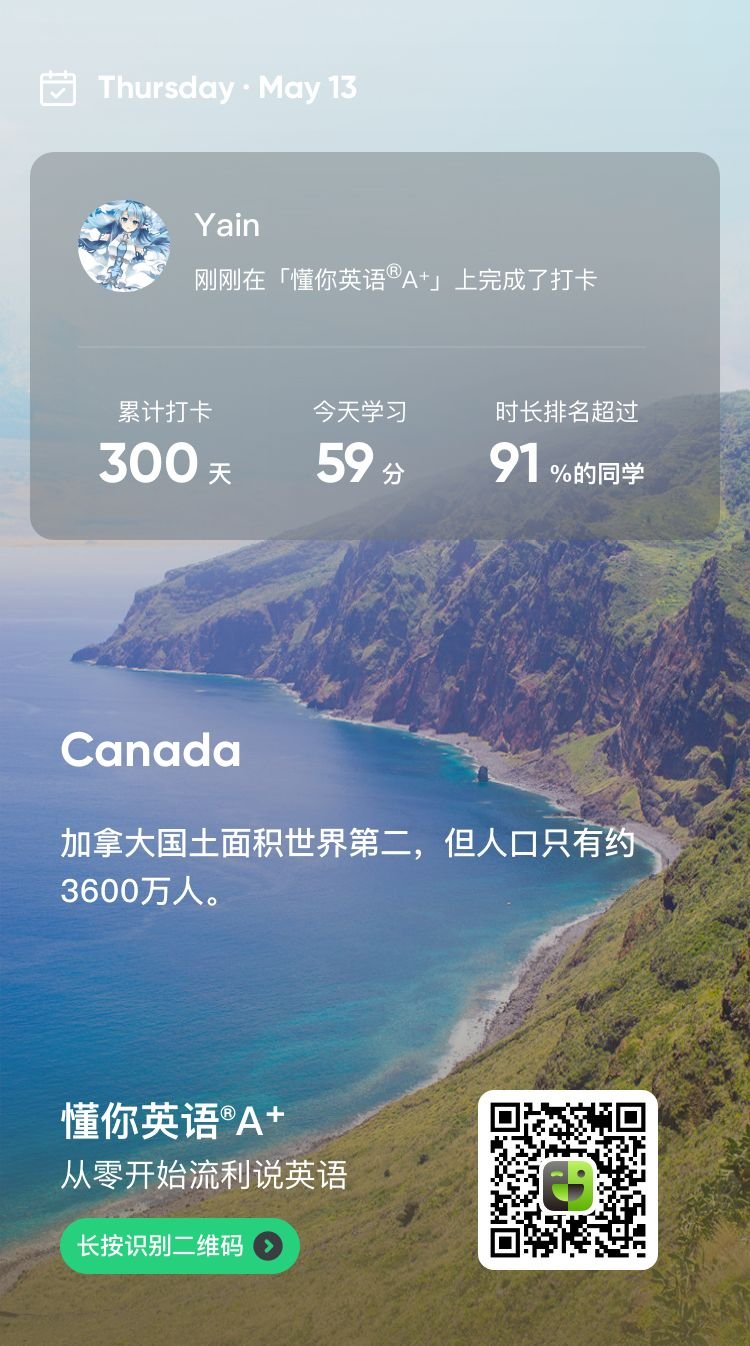 Thursday · May 13
Yain
刚刚在「懂你英语®A⁺」上完成了打卡
累计打卡 今天学习 时长排名超过
300 天 59 分 91 %的同学
Canada
加拿大国土面积世界第二，但人口只有约
3600万人。
懂你英语®A⁺
从零开始流利说英语
长按识别二维码